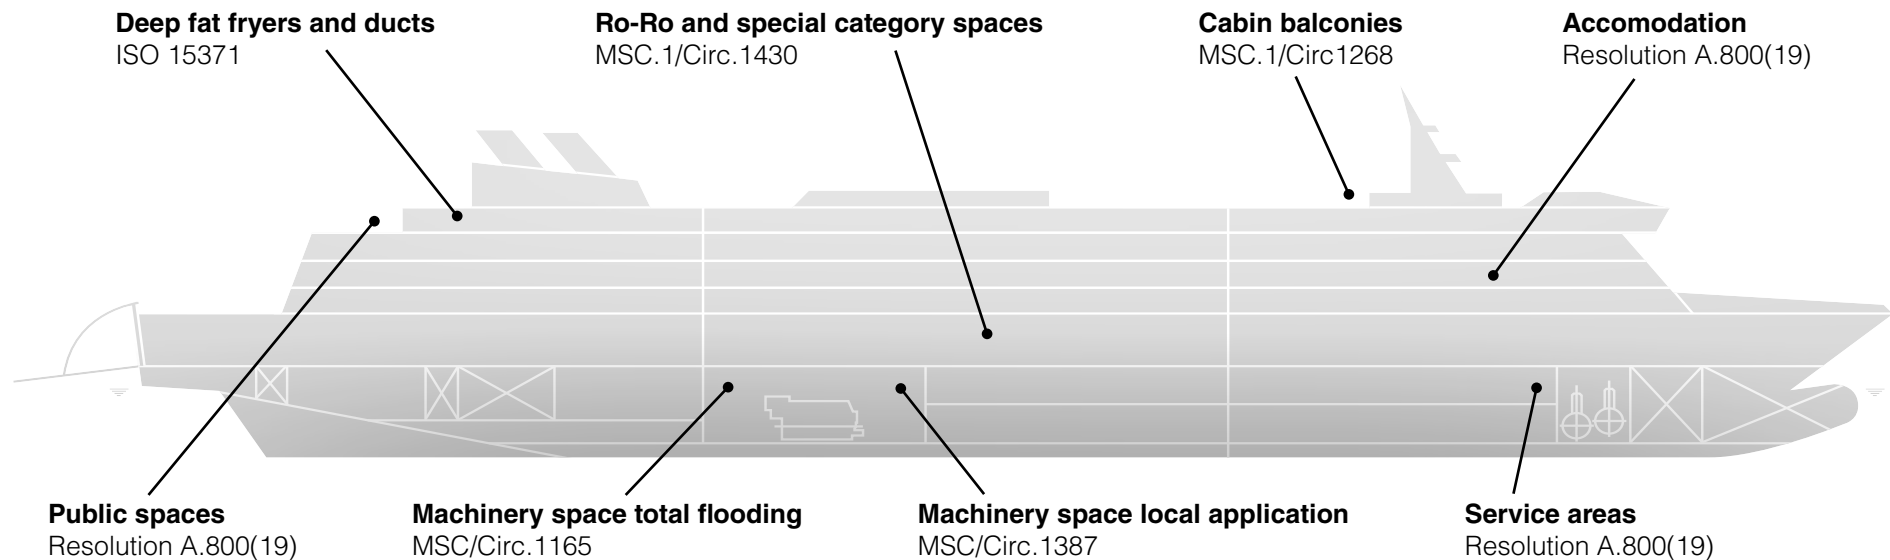 Deep fat fryers and ducts
ISO 15371
Ro-Ro and special category spaces
MSC.1/Circ.1430
Cabin balconies
MSC.1/Circ1268
Accomodation
Resolution A.800(19)
Public spaces
Resolution A.800(19)
Machinery space total flooding
MSC/Circ.1165
Machinery space local application
MSC/Circ.1387
Service areas
Resolution A.800(19)